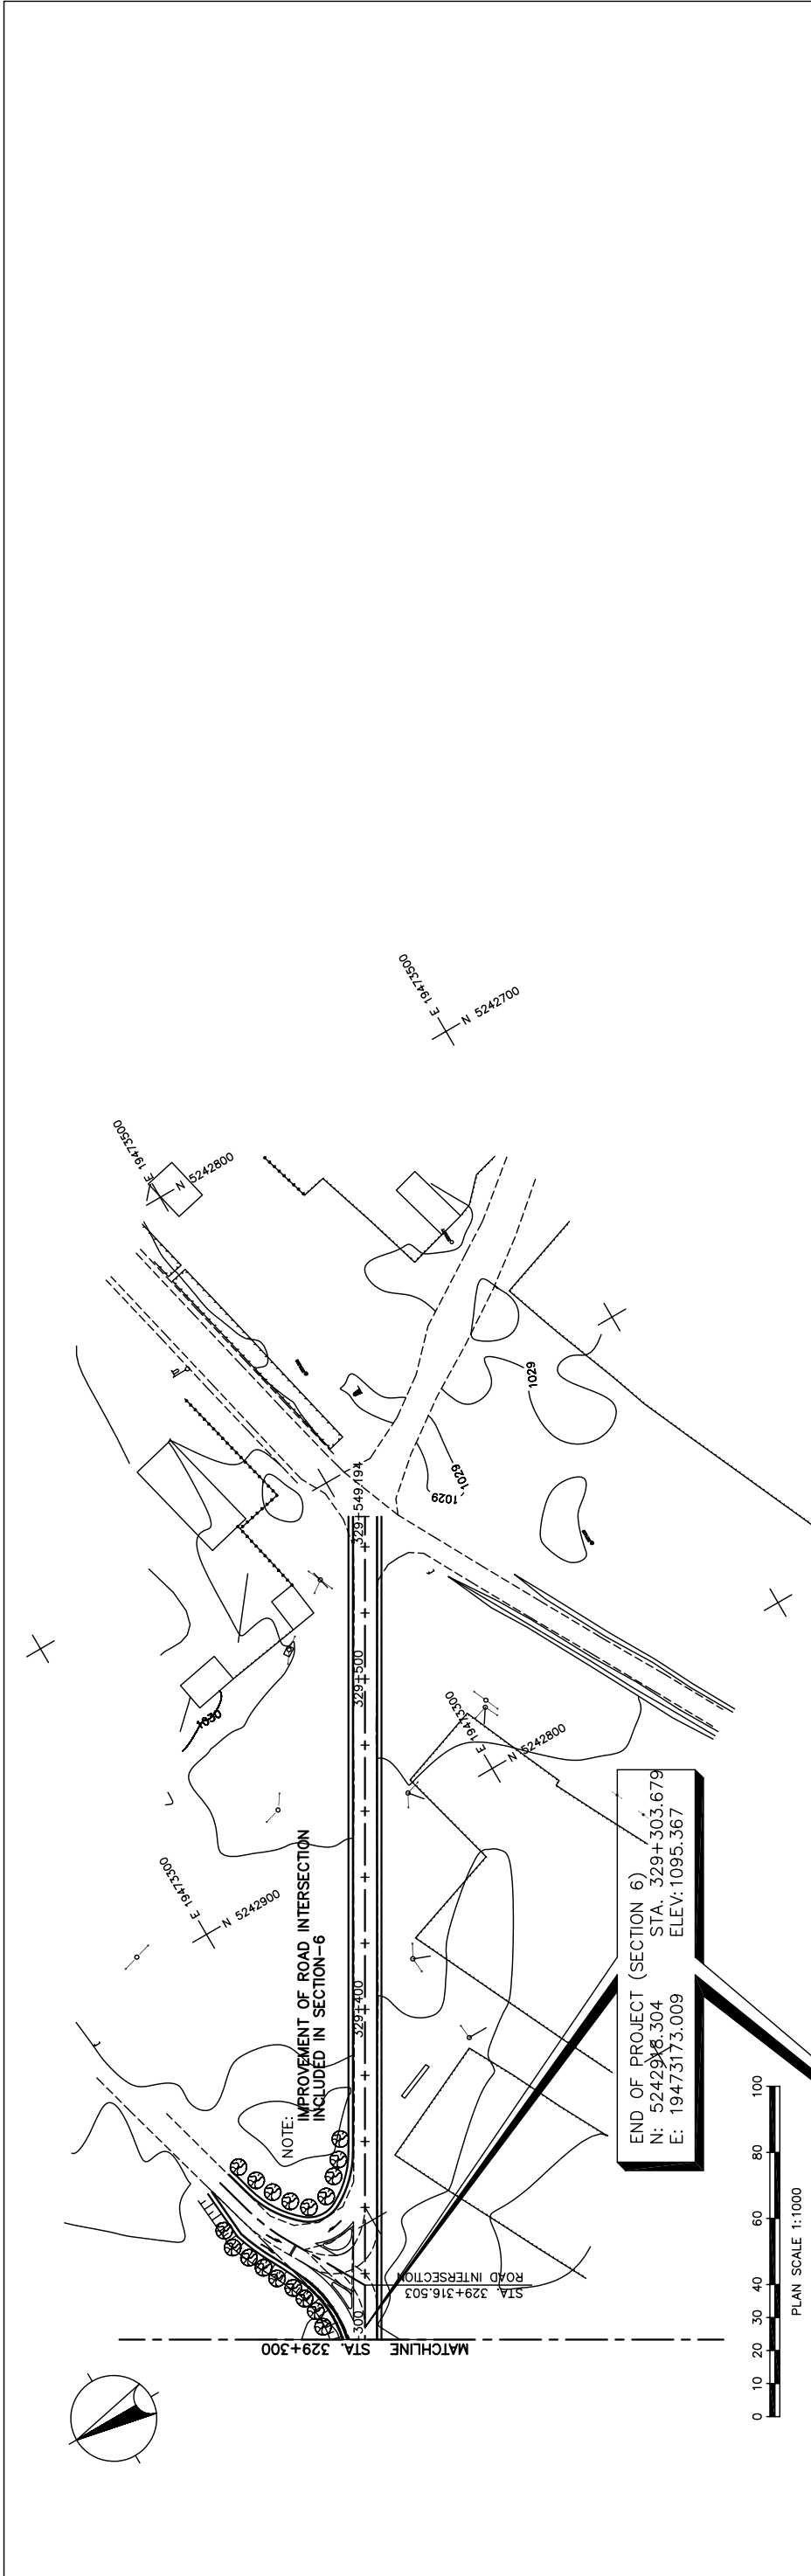 E 19473500
N 5242700
E 19473500
N 5242800
1029
1029
1029
329+549.194
329+500
1030
E 19473300
N 5242800
E 19473300
N 5242900
NOTE:
IMPROVEMENT OF ROAD INTERSECTION
INCLUDED IN SECTION-6
329+400
END OF PROJECT (SECTION 6)
N: 5242918.304 STA. 329+303.679
E: 19473173.009 ELEV: 1095.367
STA. 329+316.503
ROAD INTERSECTION
300
MATCHLINE STA. 329+300
0 10 20 30 40 60 80 100
PLAN SCALE 1:1000